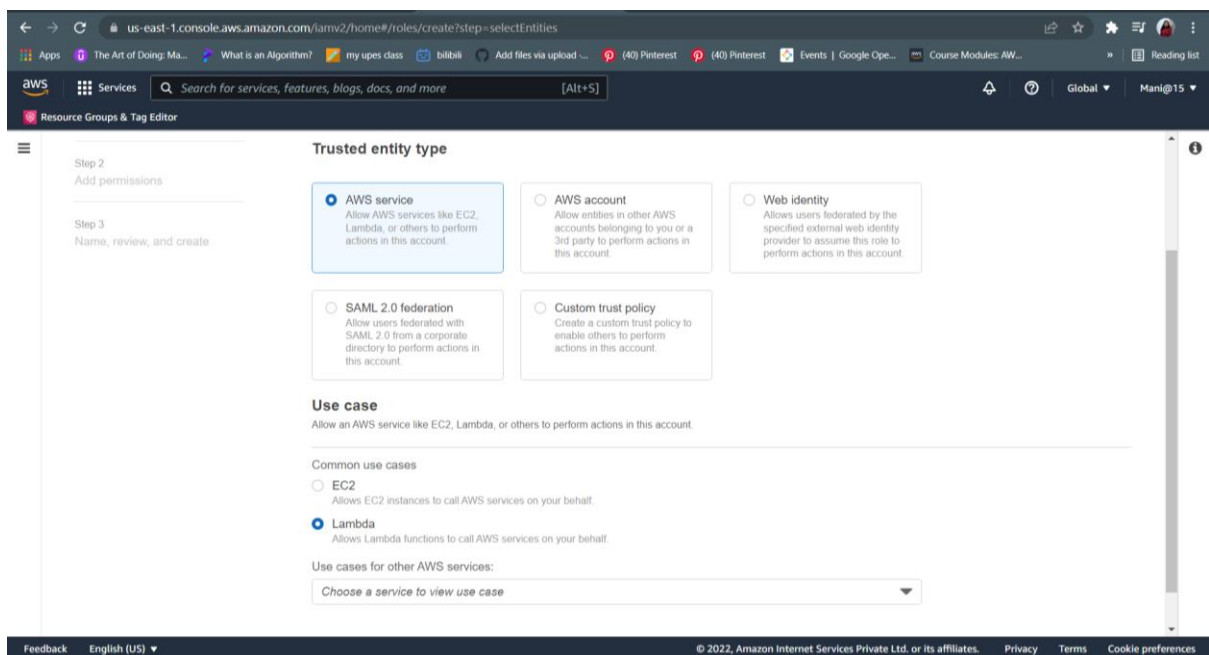 us-east-1.console.aws.amazon.com/iamv2/home#/roles/create?step=selectEntities
Apps The Art of Doing: Ma... What is an Algorithm? my upes class bilibili Add files via upload -... (40) Pinterest (40) Pinterest Events | Google Ope... Course Modules: AW... » Reading list
aws Services Search for services, features, blogs, docs, and more [Alt+S] Global ▼ Mani@15 ▼
Resource Groups & Tag Editor
Step 2
Add permissions
Step 3
Name, review, and create
Trusted entity type
AWS service
Allow AWS services like EC2,
Lambda, or others to perform
actions in this account.
AWS account
Allow entities in other AWS
accounts belonging to you or a
3rd party to perform actions in
this account.
Web identity
Allows users federated by the
specified external web identity
provider to assume this role to
perform actions in this account.
SAML 2.0 federation
Allow users federated with
SAML 2.0 from a corporate
directory to perform actions in
this account.
Custom trust policy
Create a custom trust policy to
enable others to perform
actions in this account.
Use case
Allow an AWS service like EC2, Lambda, or others to perform actions in this account.
Common use cases
EC2
Allows EC2 instances to call AWS services on your behalf.
Lambda
Allows Lambda functions to call AWS services on your behalf.
Use cases for other AWS services:
Choose a service to view use case
Feedback English (US) ▼ © 2022, Amazon Internet Services Private Ltd. or its affiliates. Privacy Terms Cookie preferences